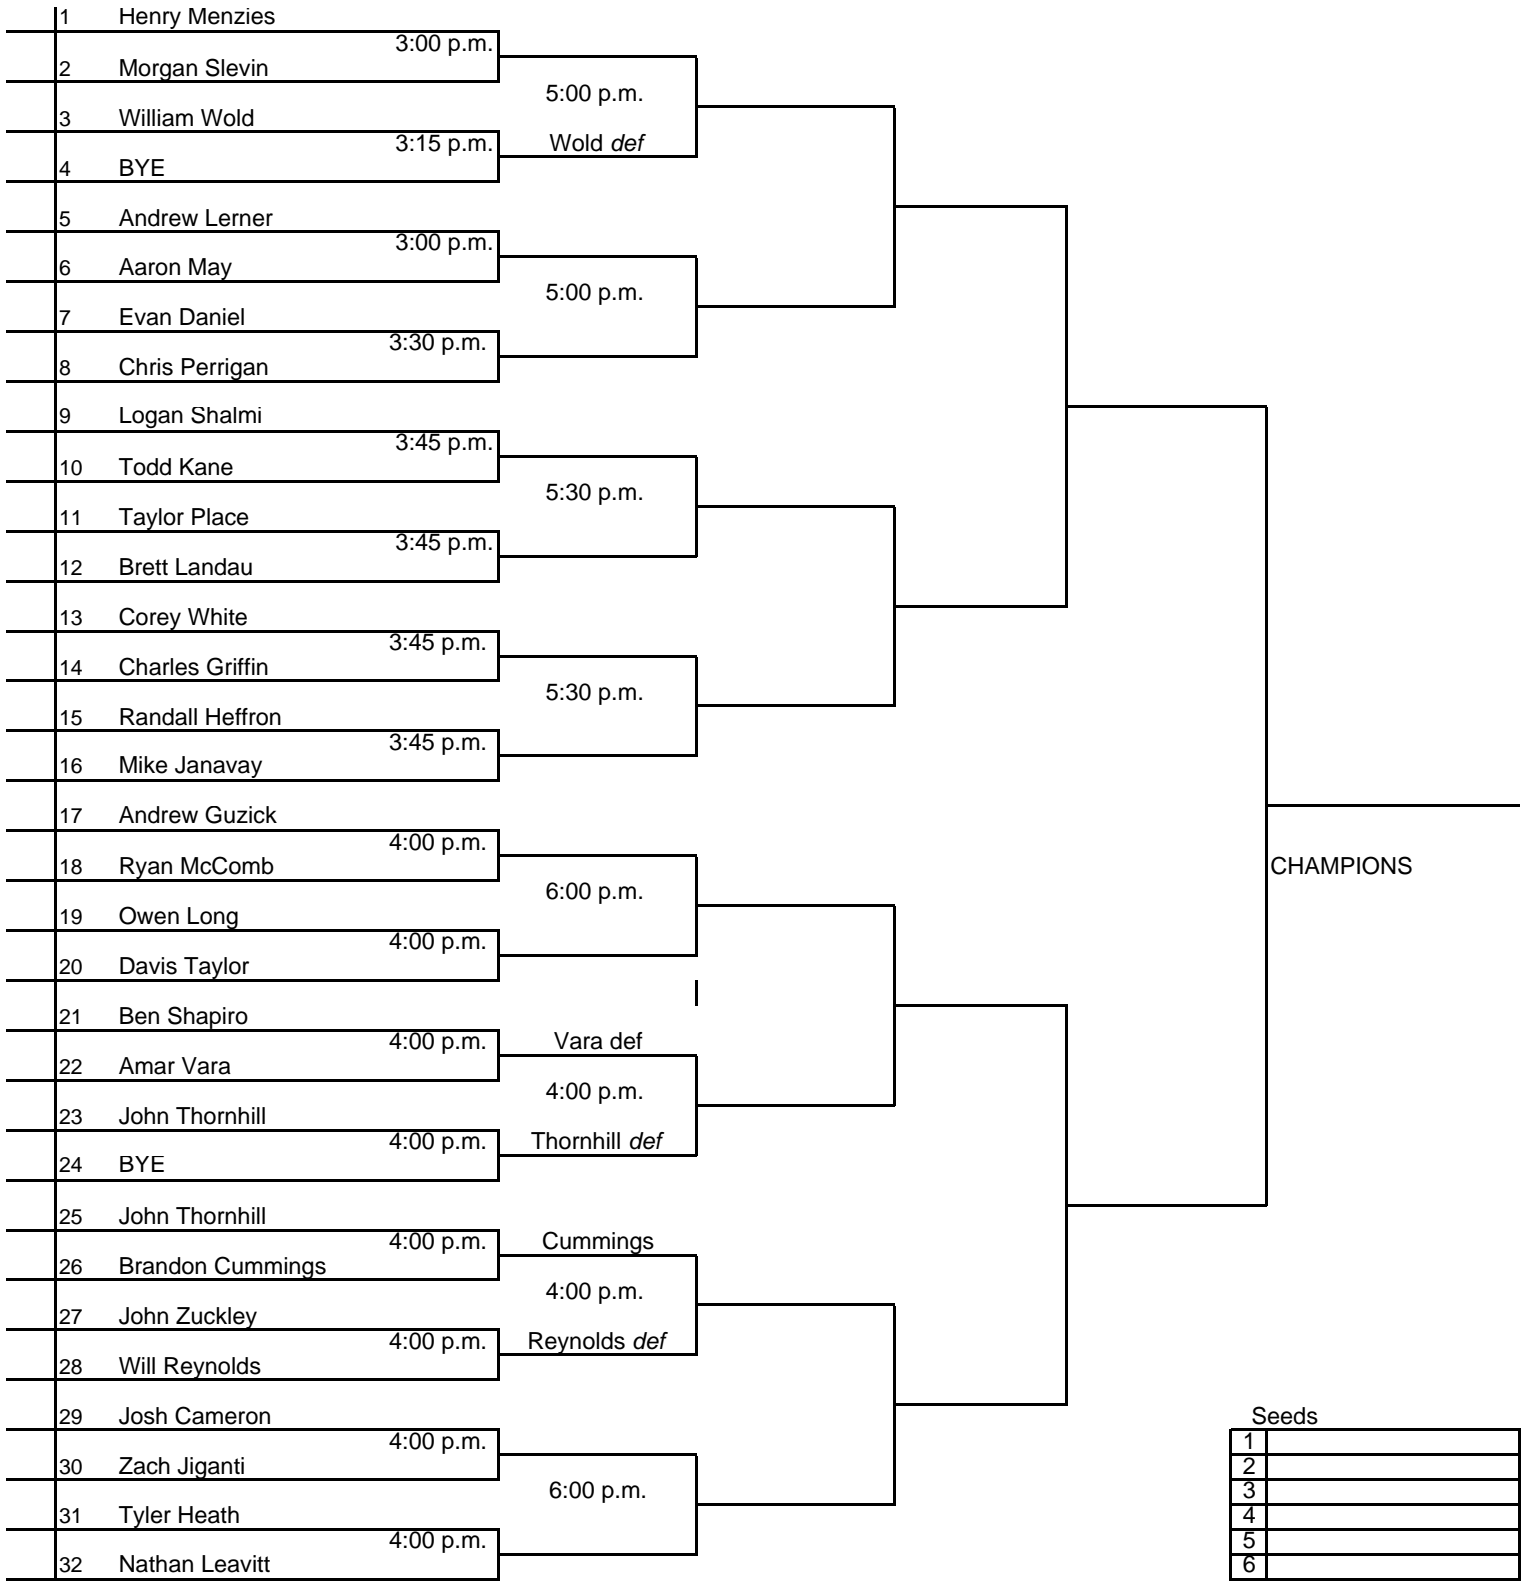 1 Henry Menzies
3:00 p.m.
2 Morgan Slevin
5:00 p.m.
3 William Wold
3:15 p.m. Wold def
4 BYE
5 Andrew Lerner
3:00 p.m.
6 Aaron May
5:00 p.m.
7 Evan Daniel
3:30 p.m.
8 Chris Perrigan
9 Logan Shalmi
3:45 p.m.
10 Todd Kane
5:30 p.m.
11 Taylor Place
3:45 p.m.
12 Brett Landau
13 Corey White
3:45 p.m.
14 Charles Griffin
5:30 p.m.
15 Randall Heffron
3:45 p.m.
16 Mike Janavay
17 Andrew Guzick
4:00 p.m.
18 Ryan McComb
CHAMPIONS
6:00 p.m.
19 Owen Long
4:00 p.m.
20 Davis Taylor
21 Ben Shapiro
4:00 p.m. Vara def
22 Amar Vara
4:00 p.m.
23 John Thornhill
4:00 p.m. Thornhill def
24 BYE
25 John Thornhill
4:00 p.m. Cummings
26 Brandon Cummings
4:00 p.m.
27 John Zuckley
4:00 p.m. Reynolds def
28 Will Reynolds
29 Josh Cameron
4:00 p.m.
30 Zach Jiganti
6:00 p.m.
31 Tyler Heath
4:00 p.m.
32 Nathan Leavitt
Seeds
1
2
3
4
5
6